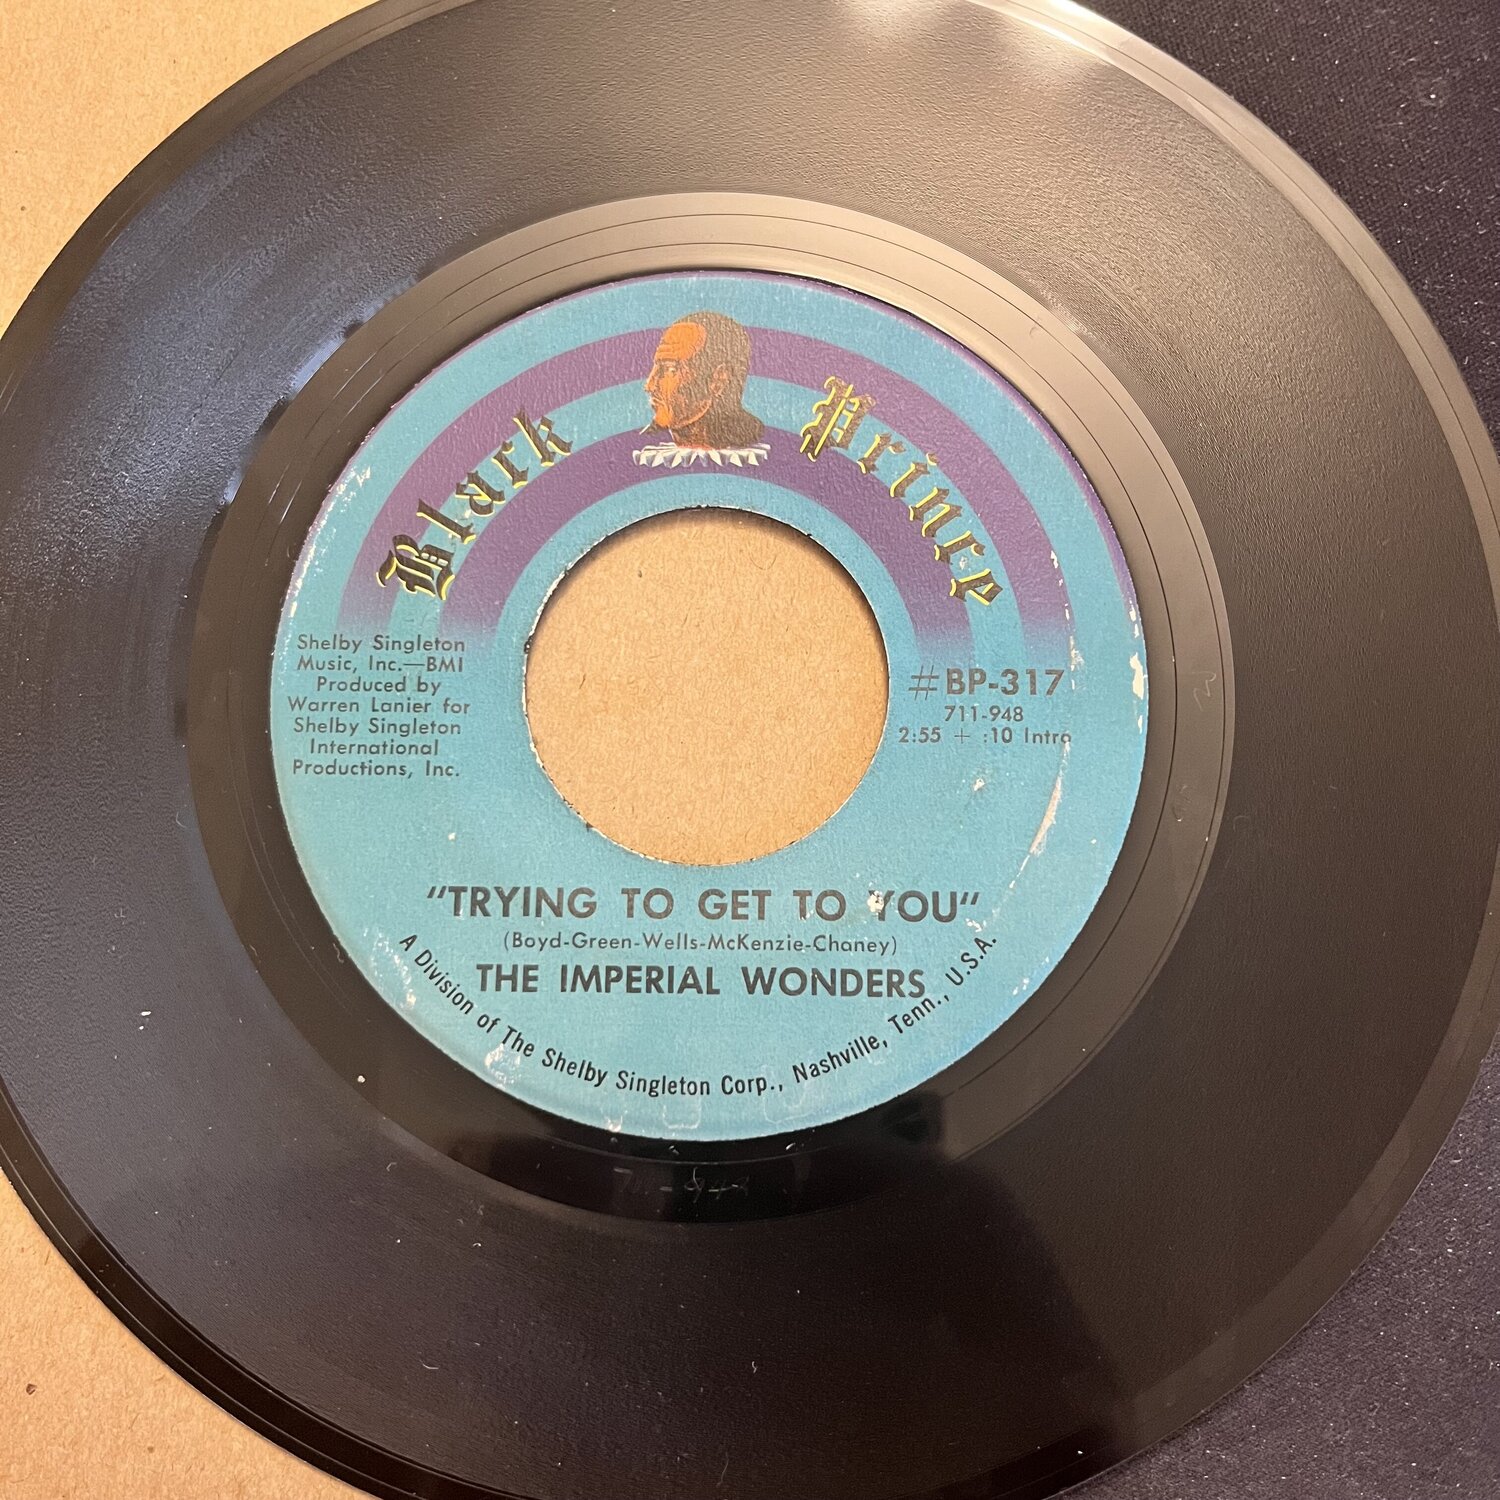 Black Prince
Shelby Singleton
Music, Inc.—BMI
Produced by
Warren Lanier for
Shelby Singleton
International
Productions, Inc.
#BP-317
711-948
2:55 + :10 Intro
"TRYING TO GET TO YOU"
(Boyd-Green-Wells-McKenzie-Chaney)
THE IMPERIAL WONDERS
A Division of The Shelby Singleton Corp., Nashville, Tenn., U.S.A.